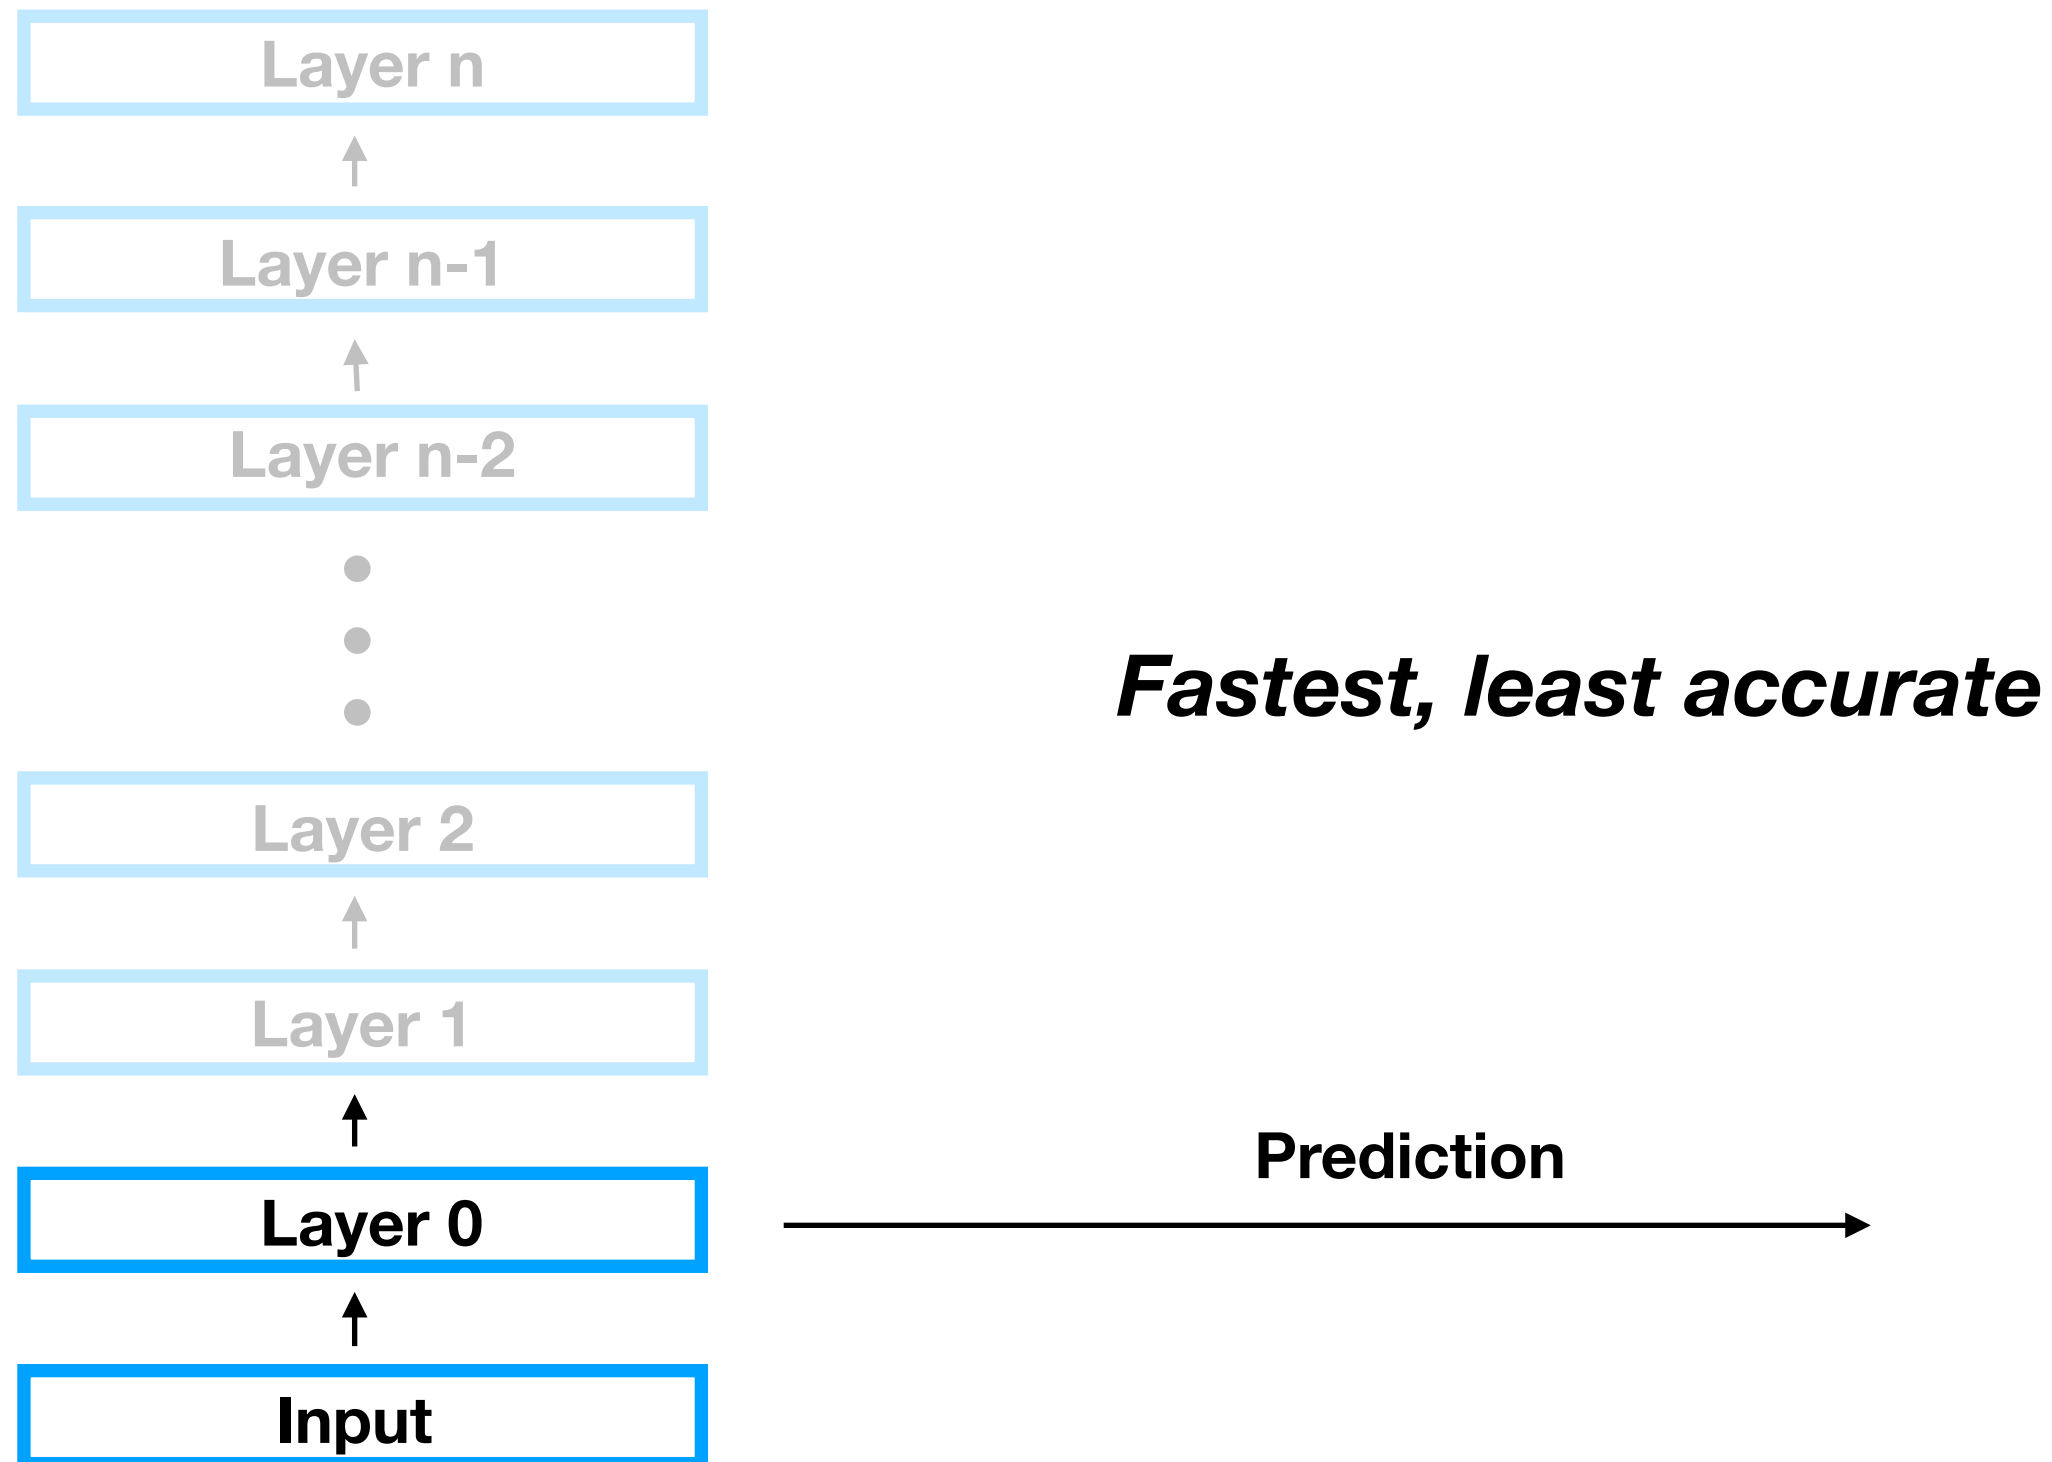 Layer n
Layer n-1
Layer n-2
Fastest, least accurate
Layer 2
Layer 1
Prediction
Layer 0
Input